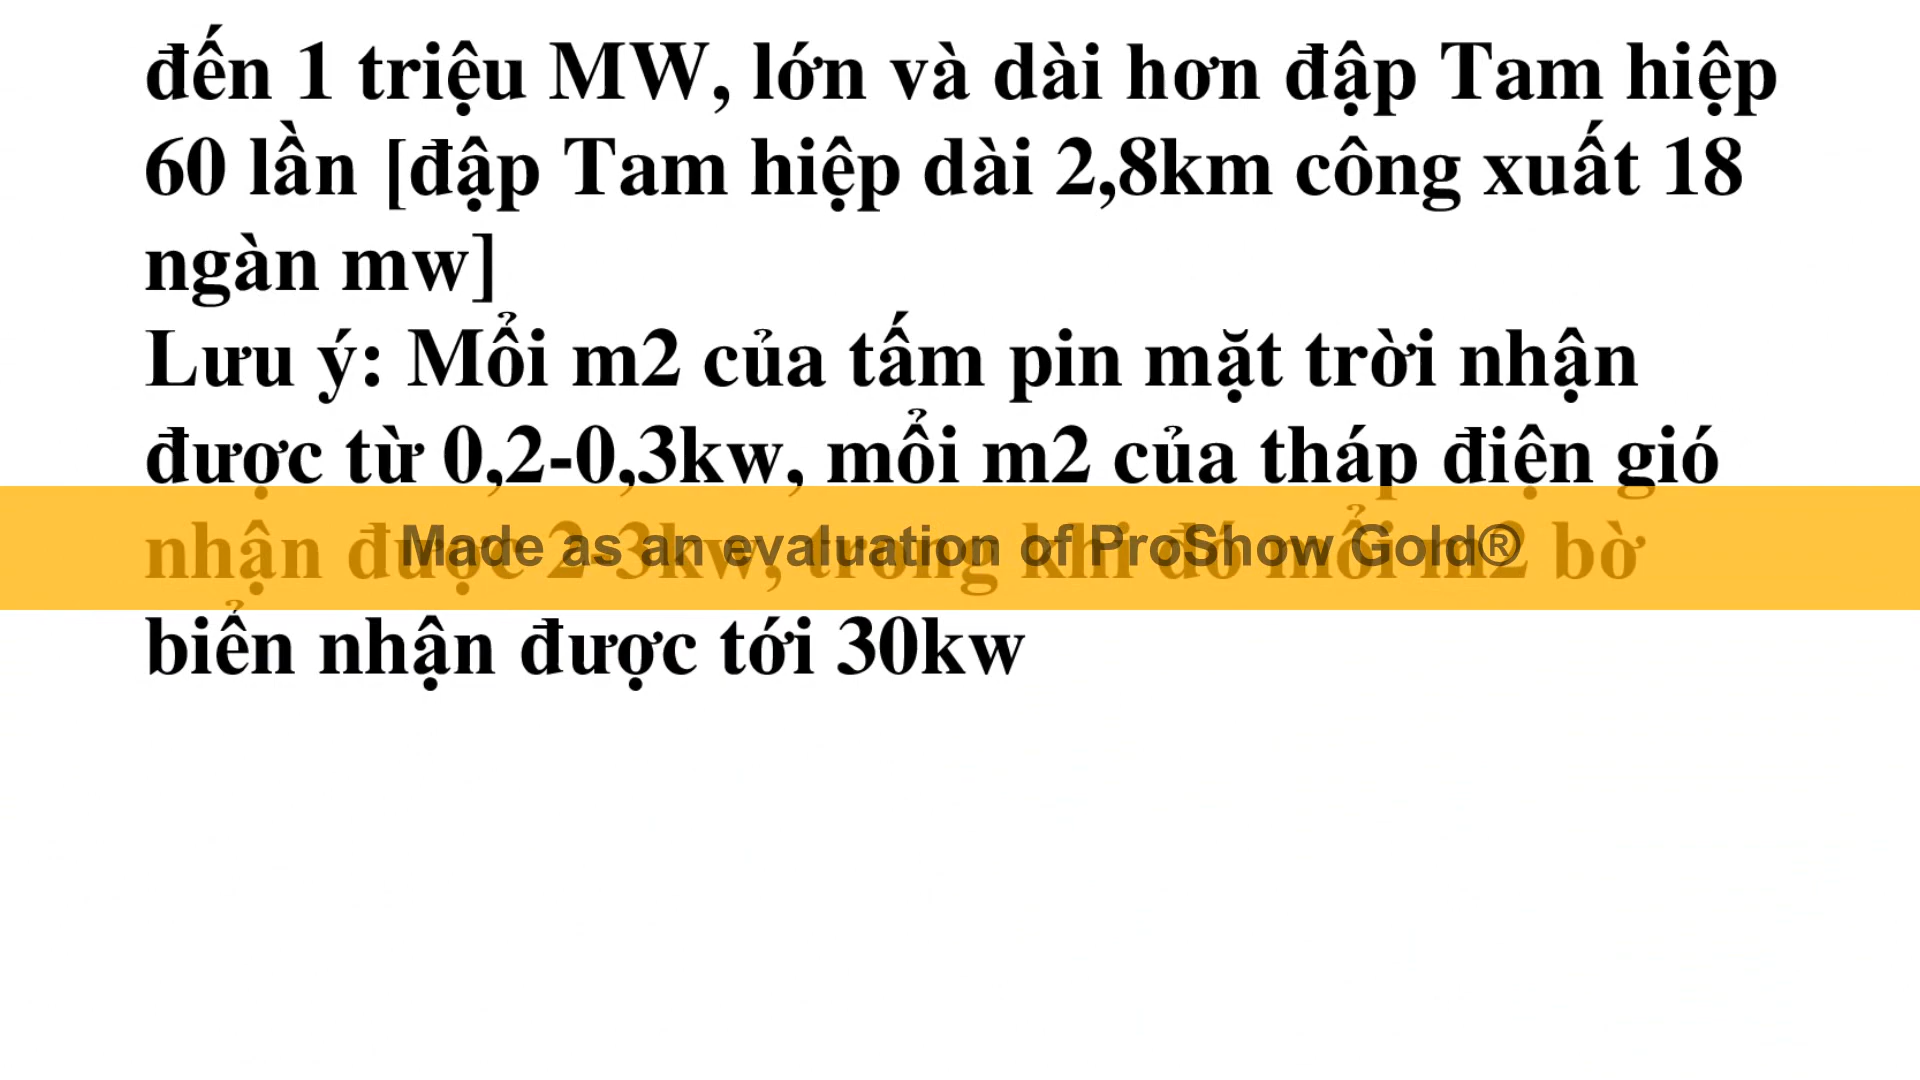 đến 1 triệu MW, lớn và dài hơn đập Tam hiệp
60 lần [đập Tam hiệp dài 2,8km công xuất 18
ngàn mw]
Lưu ý: Mổi m2 của tấm pin mặt trời nhận
được từ 0,2-0,3kw, mổi m2 của tháp điện gió
nhận được 2-3kw, trong khi đó mổi m2 bờ
Made as an evaluation of ProShow Gold®
biển nhận được tới 30kw